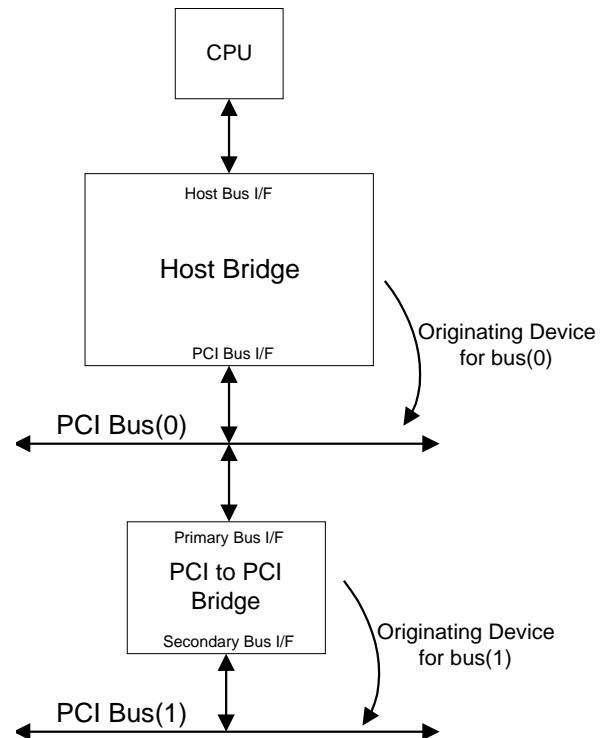 CPU
Host Bus I/F
Host Bridge
PCI Bus I/F
Originating Device
for bus(0)
PCI Bus(0)
Primary Bus I/F
PCI to PCI
Bridge
Secondary Bus I/F
Originating Device
for bus(1)
PCI Bus(1)